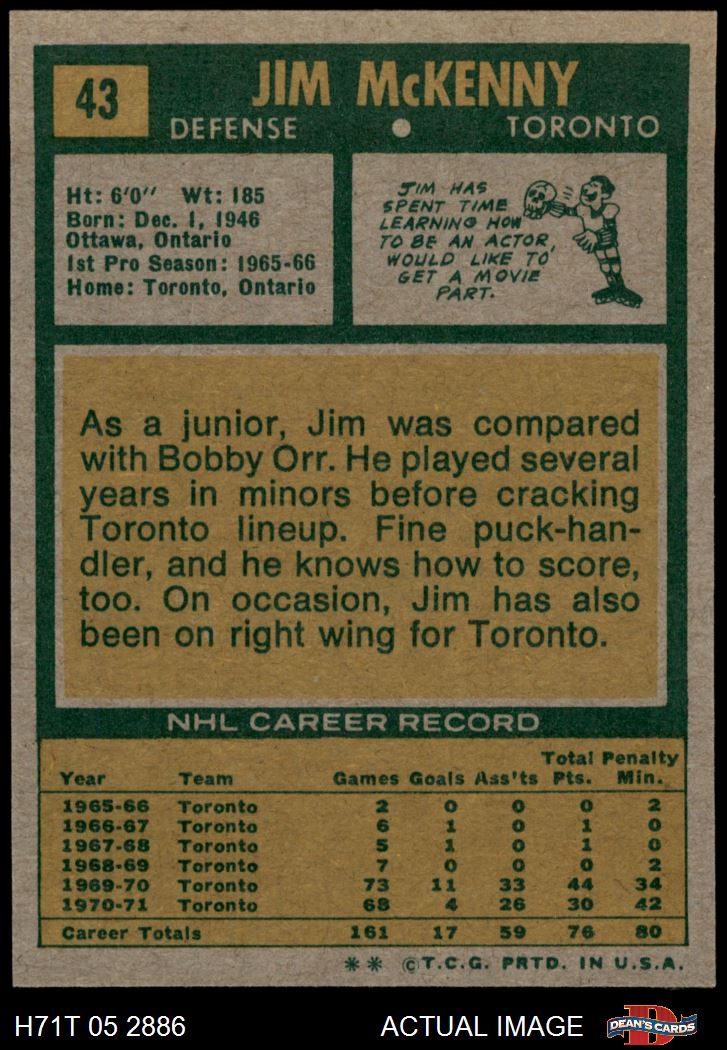 43
JIM McKENNY
DEFENSE • TORONTO
Ht: 6'0" Wt: 185
Born: Dec. 1, 1946
Ottawa, Ontario
1st Pro Season: 1965-66
Home: Toronto, Ontario
JIM HAS
SPENT TIME
LEARNING HOW
TO BE AN ACTOR,
WOULD LIKE TO
GET A MOVIE
PART.
As a junior, Jim was compared
with Bobby Orr. He played several
years in minors before cracking
Toronto lineup. Fine puck-han-
dler, and he knows how to score,
too. On occasion, Jim has also
been on right wing for Toronto.
NHL CAREER RECORD
Total Penalty
Year Team Games Goals Ass'ts Pts. Min.
1965-66 Toronto 2 0 0 0 2
1966-67 Toronto 6 1 0 1 0
1967-68 Toronto 5 1 0 1 0
1968-69 Toronto 7 0 0 0 2
1969-70 Toronto 73 11 33 44 34
1970-71 Toronto 68 4 26 30 42
Career Totals 161 17 59 76 80
** ©T.C.G. PRTD. IN U.S.A.
H71T 05 2886 ACTUAL IMAGE
D
DEAN'S CARDS